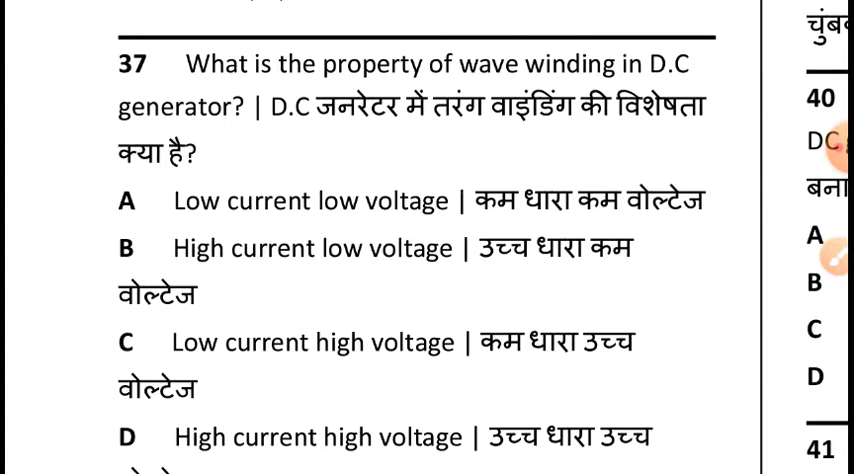 37 What is the property of wave winding in D.C
generator? | D.C जनरेटर में तरंग वाइंडिंग की विशेषता
क्या है?
A Low current low voltage | कम धारा कम वोल्टेज
B High current low voltage | उच्च धारा कम
वोल्टेज
C Low current high voltage | कम धारा उच्च
वोल्टेज
D High current high voltage | उच्च धारा उच्च
40
DC
बना
A
B
C
D
41